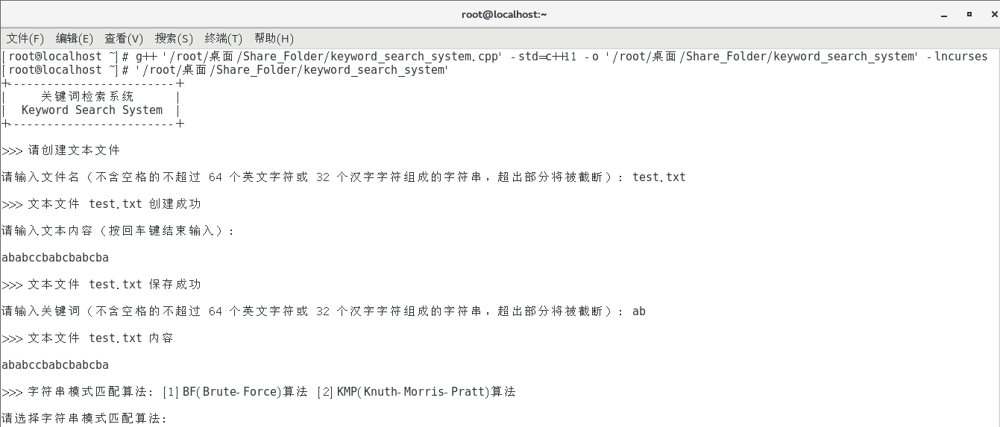 root@localhost:~
文件(F) 编辑(E) 查看(V) 搜索(S) 终端(T) 帮助(H)
[root@localhost ~]# g++ '/root/桌面/Share_Folder/keyword_search_system.cpp' -std=c++11 -o '/root/桌面/Share_Folder/keyword_search_system' -lncurses
[root@localhost ~]# '/root/桌面/Share_Folder/keyword_search_system'
+-------------------------+
| 关键词检索系统 |
| Keyword Search System |
+-------------------------+
>>> 请创建文本文件
请输入文件名（不含空格的不超过 64 个英文字符或 32 个汉字字符组成的字符串，超出部分将被截断）: test.txt
>>> 文本文件 test.txt 创建成功
请输入文本内容（按回车键结束输入）:
ababccbabcbabcba
>>> 文本文件 test.txt 保存成功
请输入关键词（不含空格的不超过 64 个英文字符或 32 个汉字字符组成的字符串，超出部分将被截断）: ab
>>> 文本文件 test.txt 内容
ababccbabcbabcba
>>> 字符串模式匹配算法: [1]BF(Brute-Force)算法 [2]KMP(Knuth-Morris-Pratt)算法
请选择字符串模式匹配算法: